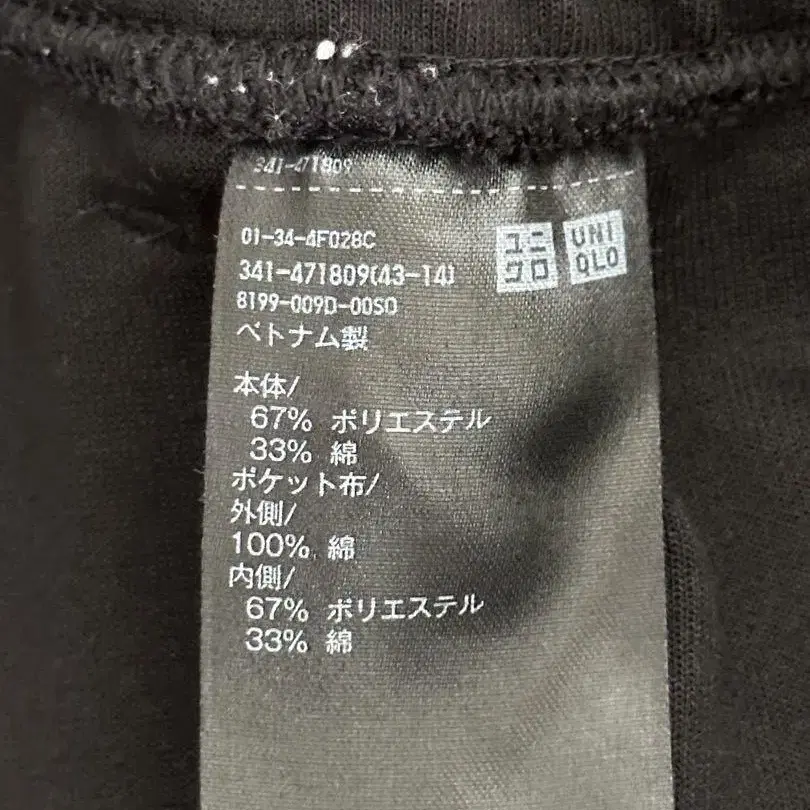 341-471809
01-34-4F028C
341-471809(43-14)
8199-009D-00SO
ベトナム製
ユニ
クロ
UNI
QLO
本体/
67% ポリエステル
33% 綿
ポケット布/
外側/
100% 綿
内側/
67% ポリエステル
33% 綿